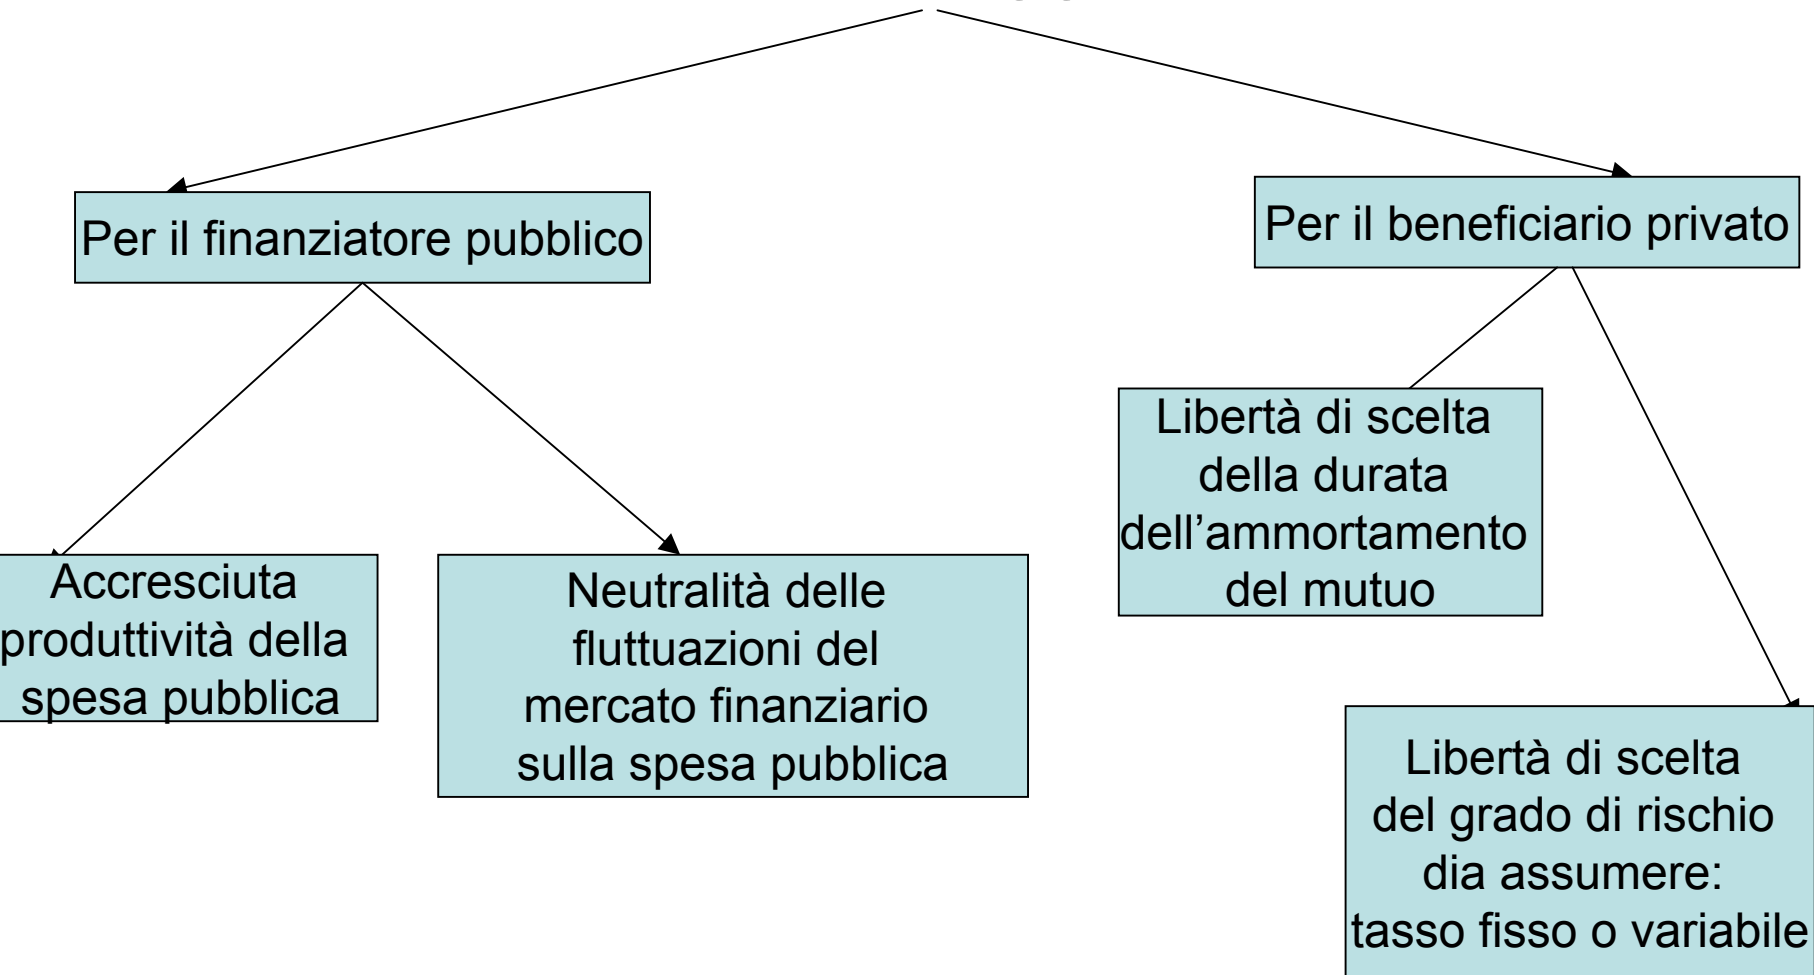 Per il finanziatore pubblico
Per il beneficiario privato
Libertà di scelta
della durata
dell’ammortamento
del mutuo
Accresciuta
produttività della
spesa pubblica
Neutralità delle
fluttuazioni del
mercato finanziario
sulla spesa pubblica
Libertà di scelta
del grado di rischio
dia assumere:
tasso fisso o variabile